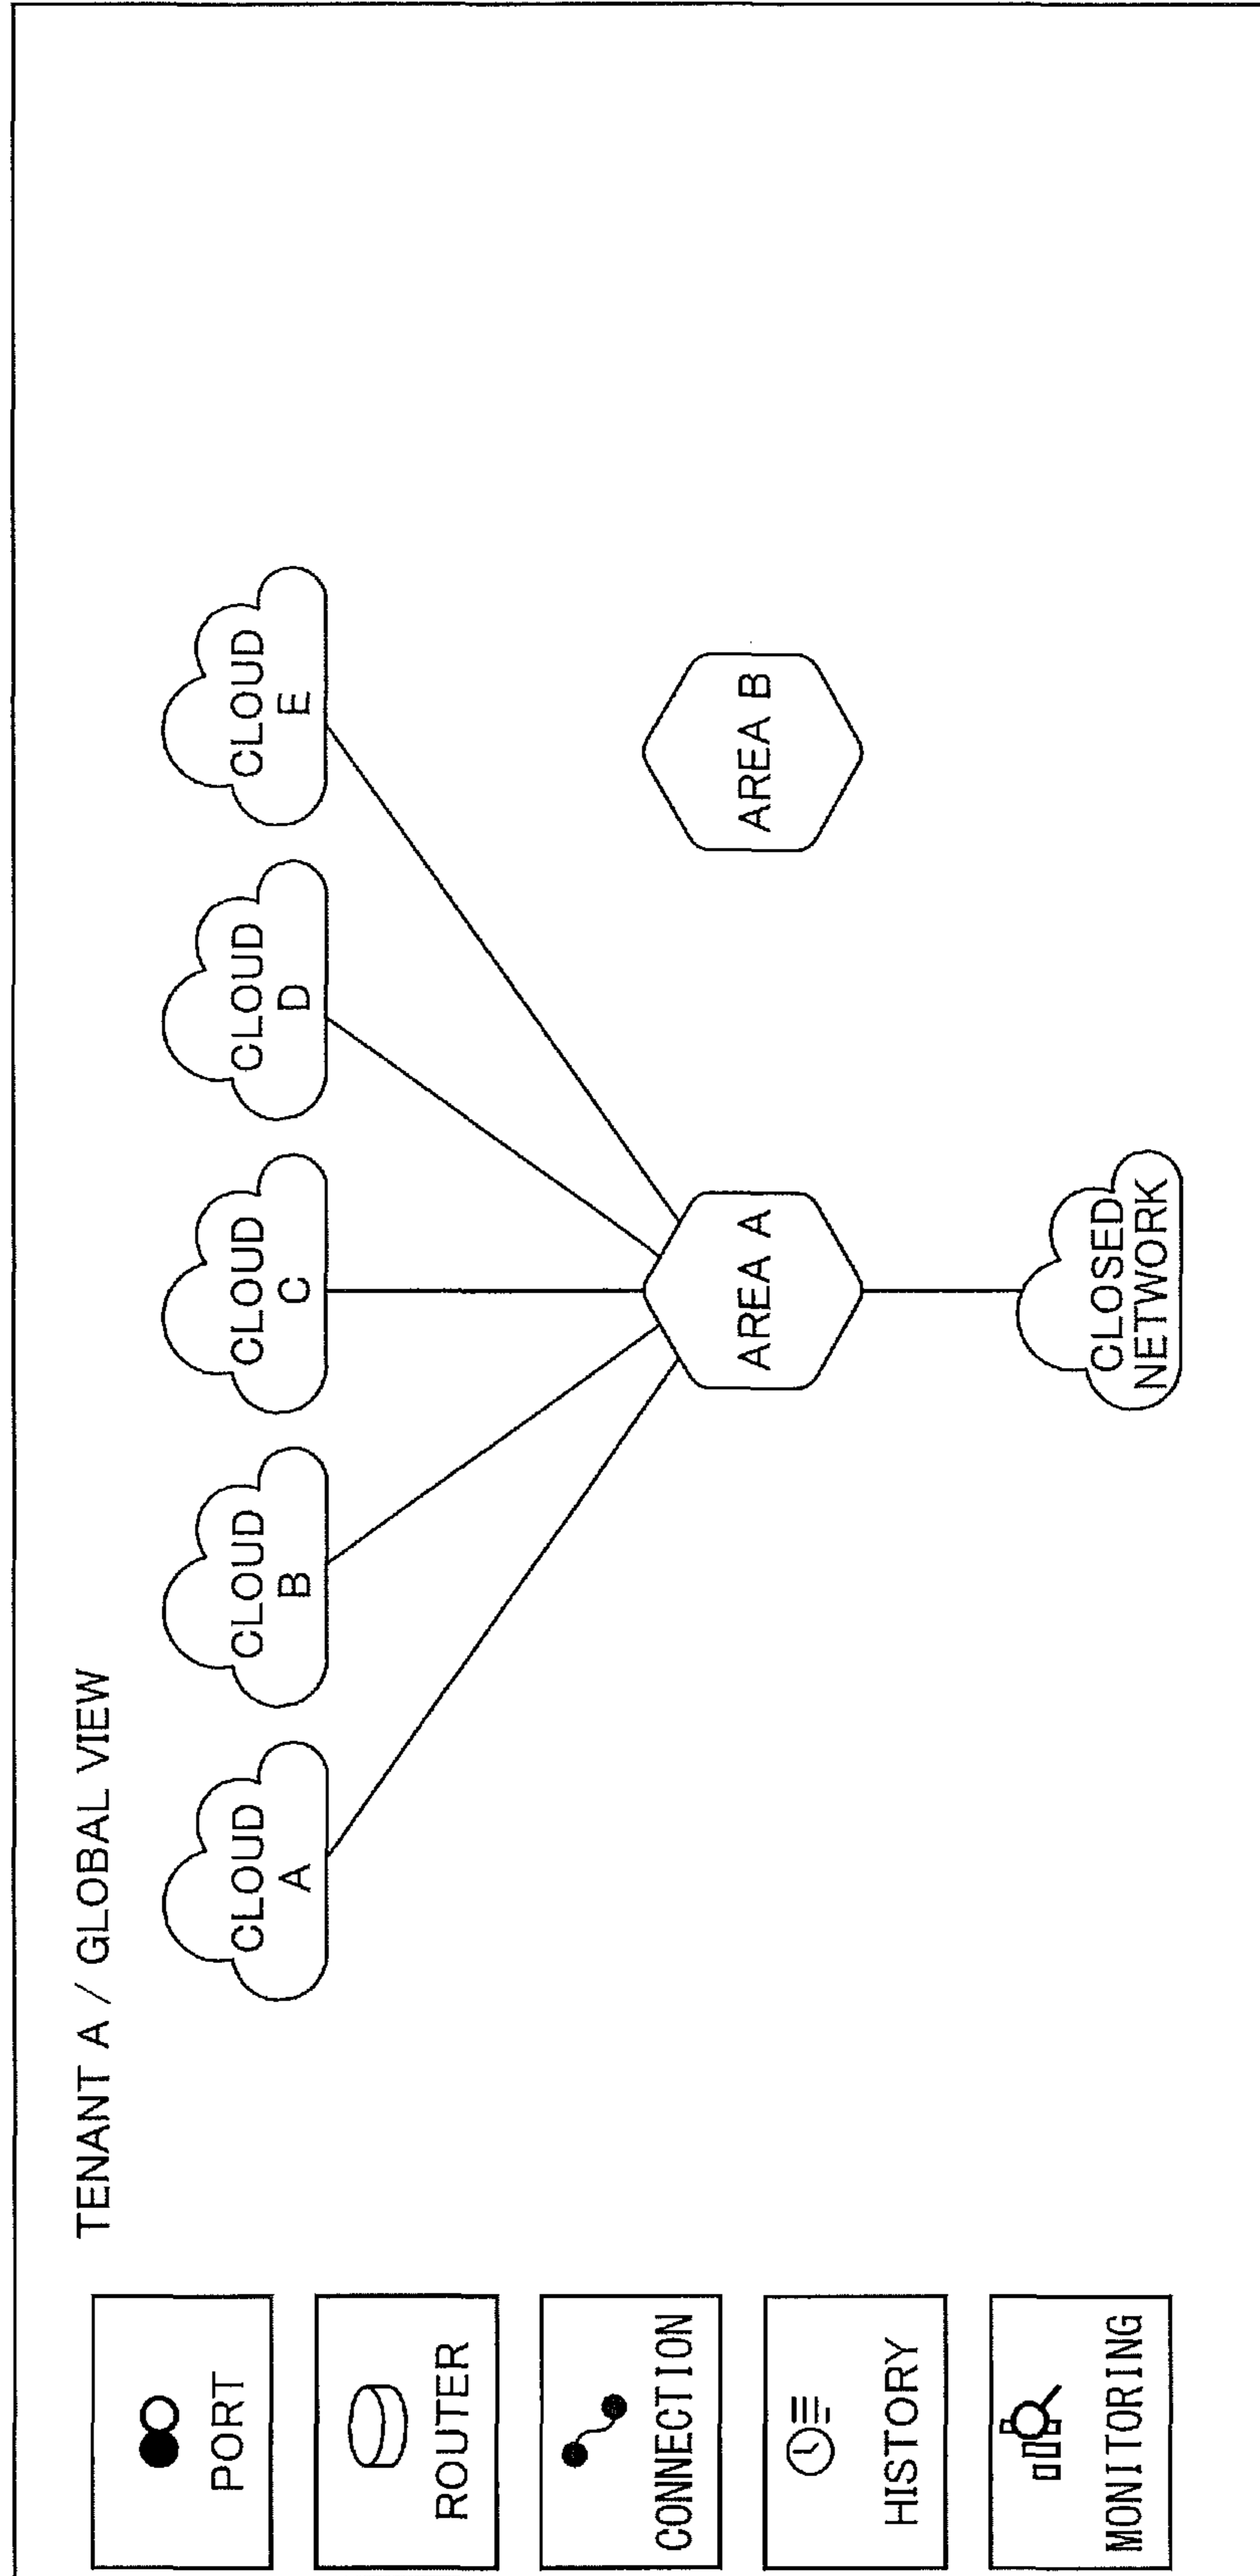 TENANT A / GLOBAL VIEW
PORT
ROUTER
CONNECTION
HISTORY
MONITORING
CLOUD
A
CLOUD
B
CLOUD
C
CLOUD
D
CLOUD
E
AREA A
AREA B
CLOSED
NETWORK